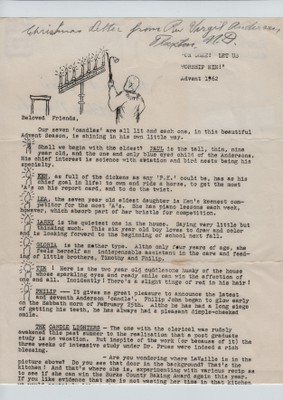 Christmas Letter from Rev Virgil Anderson,
Thaxton, N.D.
"OH COME! LET US
WORSHIP HIM!"
Advent 1962
Beloved Friends,
Our seven 'candles' are all lit and each one, in this beautiful
Advent Season, is shining in his own little way.
Shall we begin with the eldest? PAUL is the tall, thin, nine
year old, and the one and only blue eyed child of the Andersons.
His chief interest is science with aviation and bird nests being his
specialty.
KEN, as full of the dickens as any 'P.K.' could be, has as his
chief goal in life: to own and ride a horse, to get the most
'A's on his report card, and to do the twist.
LEA, the seven year old eldest daughter is Ken's keenest com-
petitor for the most 'A's'. She has piano lessons each week,
however, which absorb part of her bristle for competition.
LARRY is the quietest one in the house. Saying very little but
thinking much. This six year old boy loves to draw and color
and is looking forward to the beginning of school next fall.
GLORIA is the mother type. Altho only four years of age, she
feels herself an indispensable assistant in the care and feed-
ing of little brothers, Timothy and Philip.
TIM! Here is the two year old mughtiesome husky of the house
whose sparkling eyes and ready smile can win the affection of
one and all. Incidentally There's a slight tinge of red in his hair!
PHILIP -- It gives us great pleasure to announce the latest
and seventh Anderson 'candle'. Philip John began to glow early
on the Sabbath morn of February 25th. Altho he has had a long siege
of getting his teeth, he has always had a pleasant dimple-cheeked
smile.
THE CANDLE LIGHTERS - The one with the clerical was rudely
awakened this past summer to the realization that a post graduate
study is no vacation. But inspite of the work (or because of it) the
three weeks of intensive study under Dr. Preus were indeed a rich
blessing.
- Are you wondering where LaVaille is in the
picture above? Do you see that door in the background? That's the
kitchen! And that's where she is, experimenting with various recip es
to see if she can win the Burke County Baking Award again this year.
If you like evidence that she is not wasting her time in that kitchen